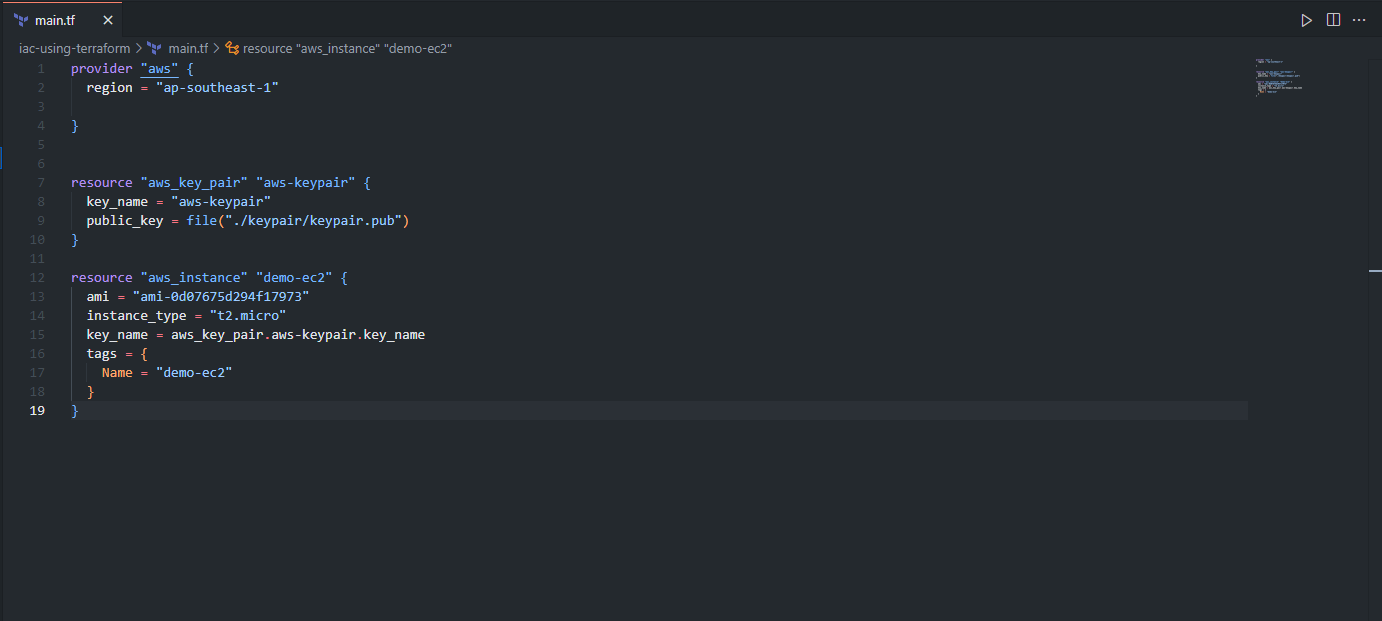 main.tf
iac-using-terraform > main.tf > resource "aws_instance" "demo-ec2"
1 provider "aws" {
2   region = "ap-southeast-1"
3
4 }
5
6
7 resource "aws_key_pair" "aws-keypair" {
8   key_name = "aws-keypair"
9   public_key = file("./keypair/keypair.pub")
10 }
11
12 resource "aws_instance" "demo-ec2" {
13   ami = "ami-0d07675d294f17973"
14   instance_type = "t2.micro"
15   key_name = aws_key_pair.aws-keypair.key_name
16   tags = {
17     Name = "demo-ec2"
18   }
19 }